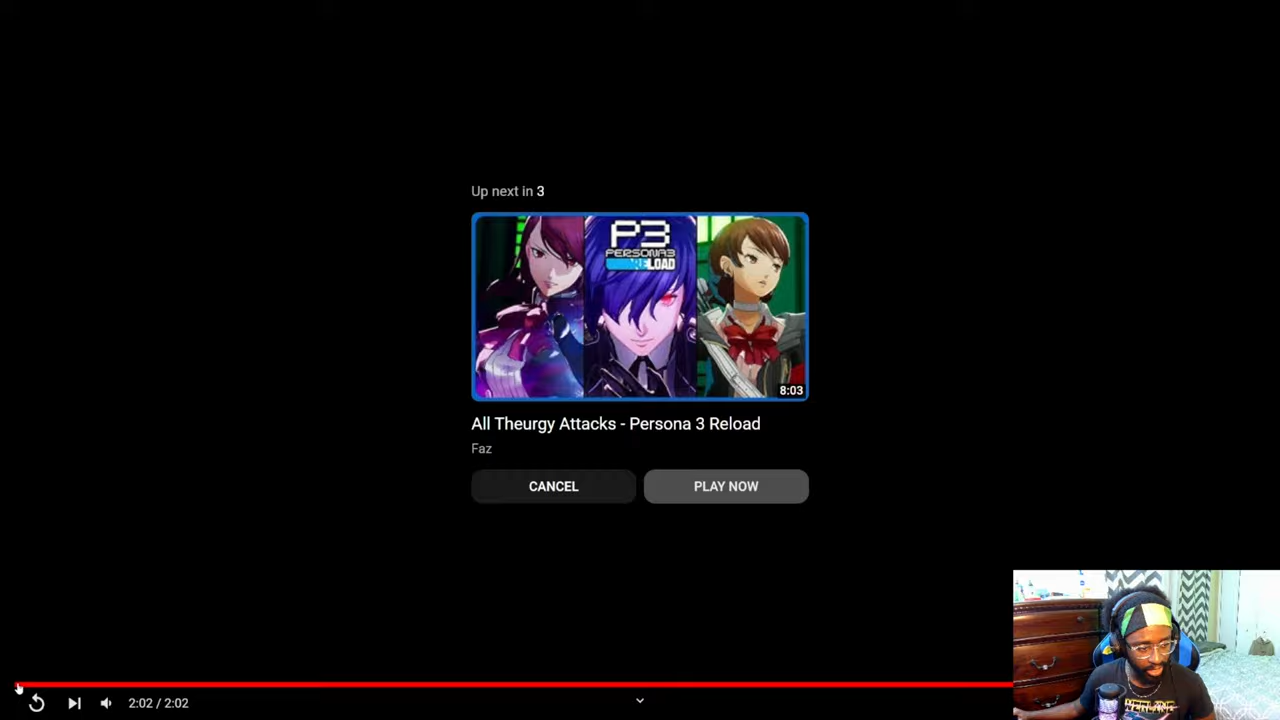 Up next in 3
P3
PERSONA3
RELOAD
8:03
All Theurgy Attacks - Persona 3 Reload
Faz
CANCEL
PLAY NOW
2:02 / 2:02